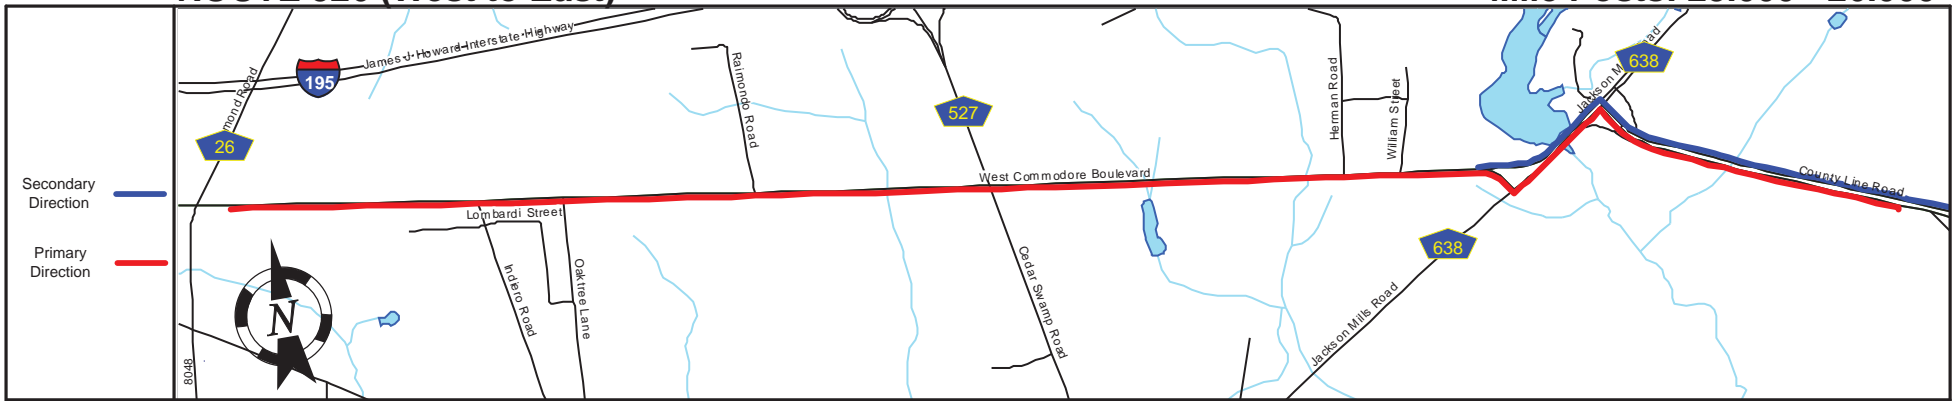 James J Howard Interstate Highway
195
mond Road
26
Raimondo Road
527
Herman Road
William Street
638
Secondary
Direction
West Commodore Boulevard
County Line Road
Lombardi Street
Primary
Direction
638
Indiero Road
Oaktree Lane
Cedar Swamp Road
Jackson Mills Road
N
8048